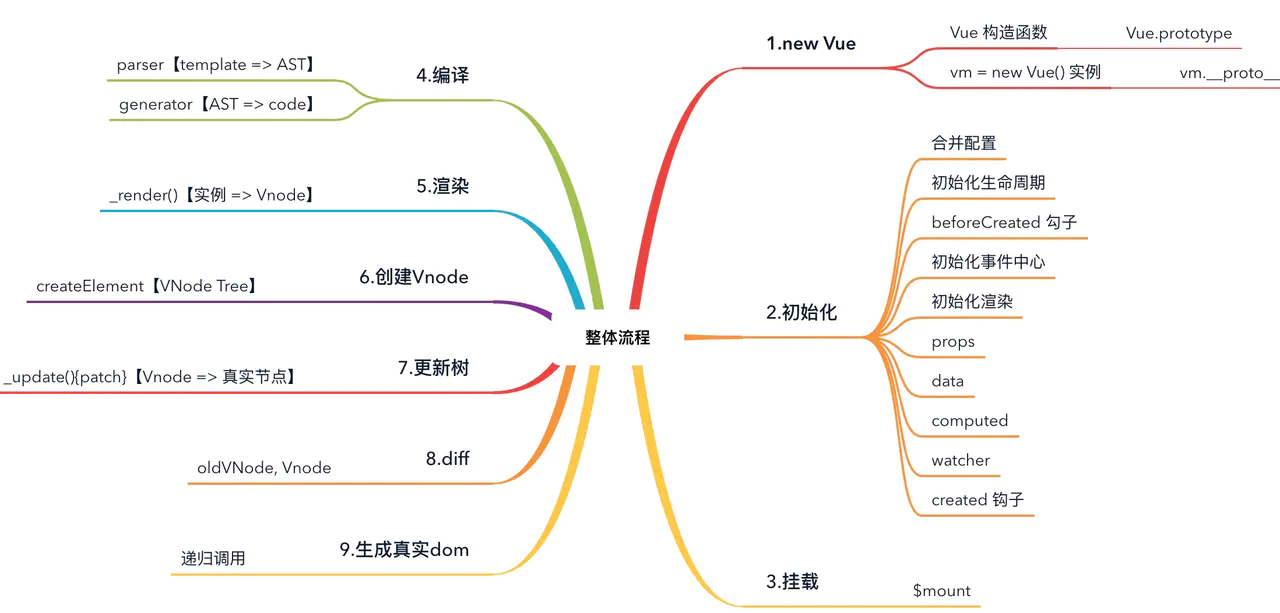 整体流程
1.new Vue
Vue 构造函数
Vue.prototype
vm = new Vue() 实例
vm.__proto__
2.初始化
合并配置
初始化生命周期
beforeCreated 勾子
初始化事件中心
初始化渲染
props
data
computed
watcher
created 钩子
3.挂载
$mount
4.编译
parser【template => AST】
generator【AST => code】
5.渲染
_render()【实例 => Vnode】
6.创建Vnode
createElement【VNode Tree】
7.更新树
_update(){patch}【Vnode => 真实节点】
8.diff
oldVNode, Vnode
9.生成真实dom
递归调用